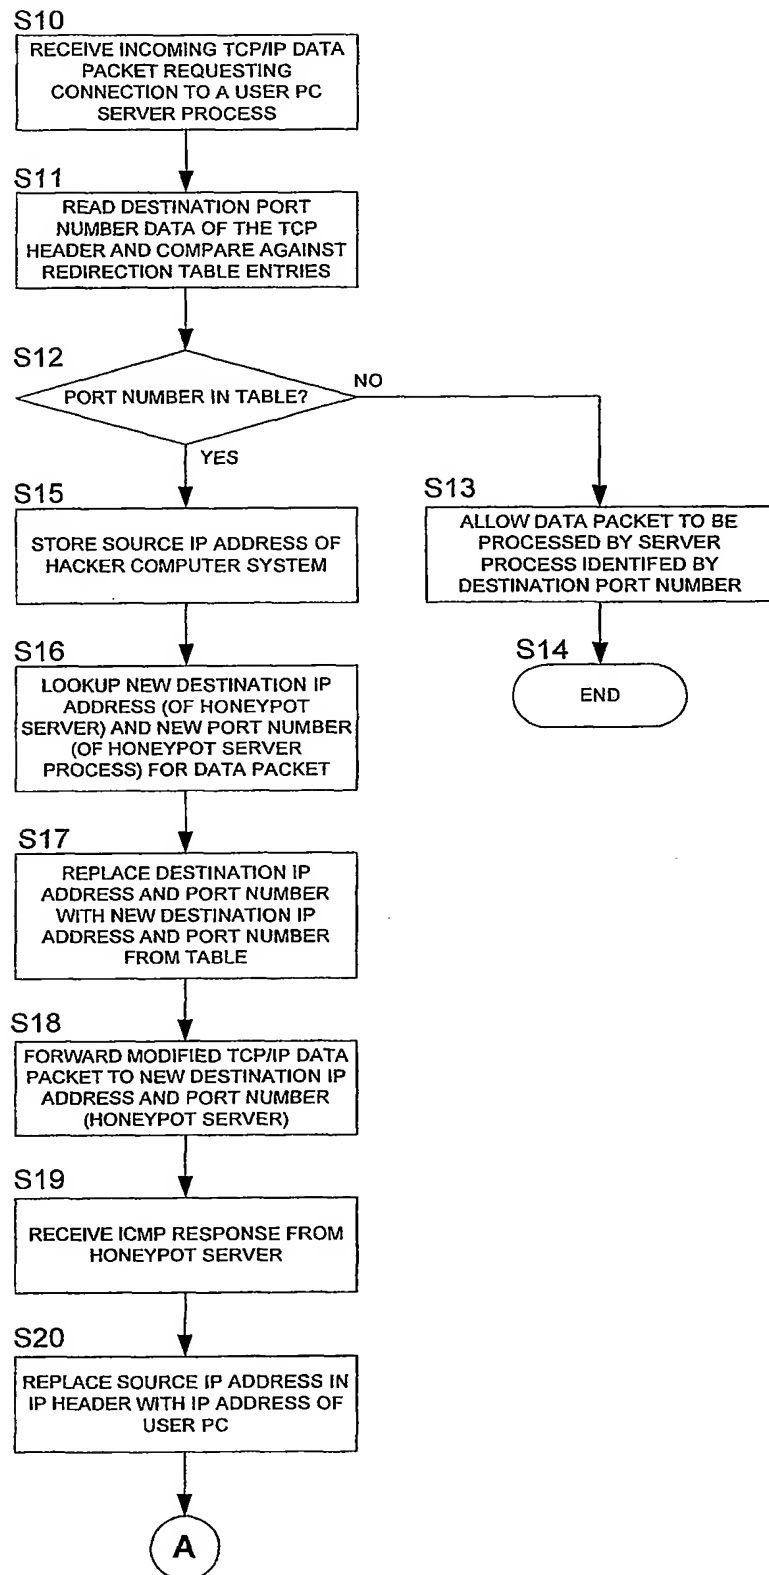 S10
RECEIVE INCOMING TCP/IP DATA
PACKET REQUESTING
CONNECTION TO A USER PC
SERVER PROCESS
S11
READ DESTINATION PORT
NUMBER DATA OF THE TCP
HEADER AND COMPARE AGAINST
REDIRECTION TABLE ENTRIES
S12
PORT NUMBER IN TABLE?
NO
YES
S13
ALLOW DATA PACKET TO BE
PROCESSED BY SERVER
PROCESS IDENTIFED BY
DESTINATION PORT NUMBER
S14
END
S15
STORE SOURCE IP ADDRESS OF
HACKER COMPUTER SYSTEM
S16
LOOKUP NEW DESTINATION IP
ADDRESS (OF HONEYPOT
SERVER) AND NEW PORT NUMBER
(OF HONEYPOT SERVER
PROCESS) FOR DATA PACKET
S17
REPLACE DESTINATION IP
ADDRESS AND PORT NUMBER
WITH NEW DESTINATION IP
ADDRESS AND PORT NUMBER
FROM TABLE
S18
FORWARD MODIFIED TCP/IP DATA
PACKET TO NEW DESTINATION IP
ADDRESS AND PORT NUMBER
(HONEYPOT SERVER)
S19
RECEIVE ICMP RESPONSE FROM
HONEYPOT SERVER
S20
REPLACE SOURCE IP ADDRESS IN
IP HEADER WITH IP ADDRESS OF
USER PC
A